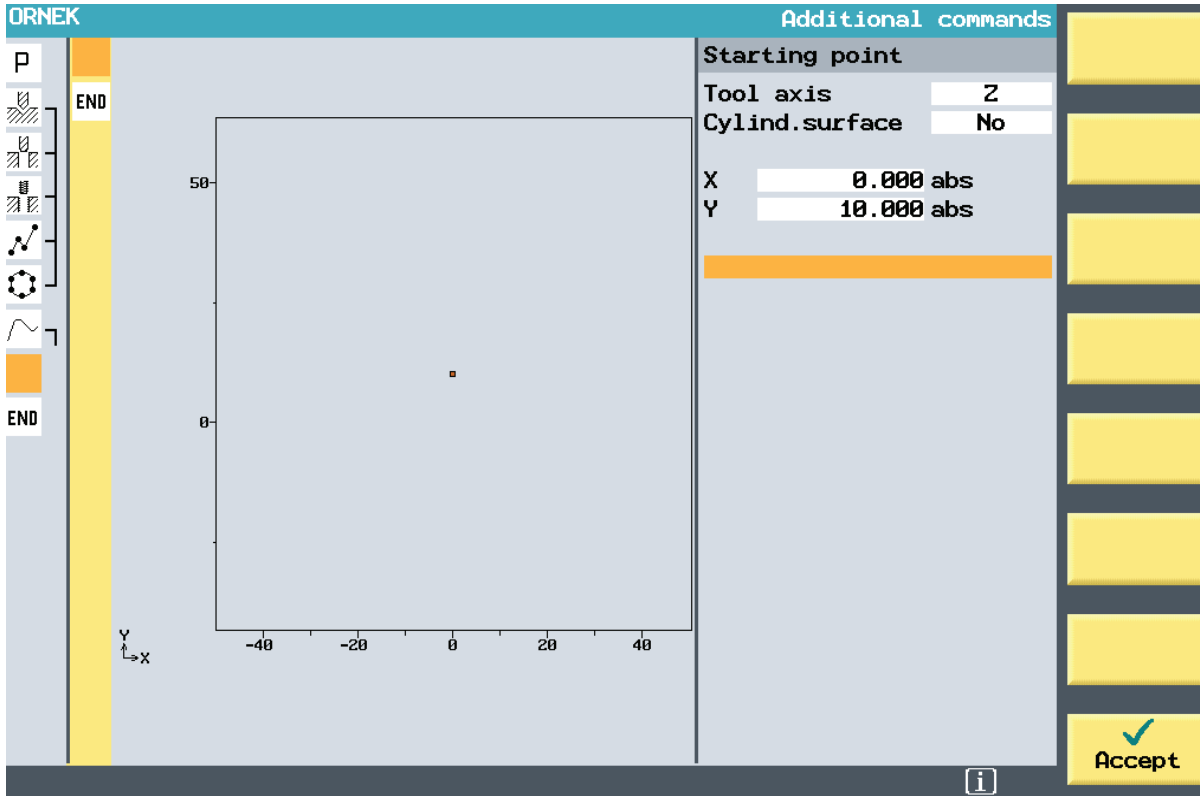 ORNEK
Additional commands
P
END
END
Starting point
Tool axis Z
Cylind.surface No
X 0.000 abs
Y 10.000 abs
50
0
-40 -20 0 20 40
Y
X
Accept
i